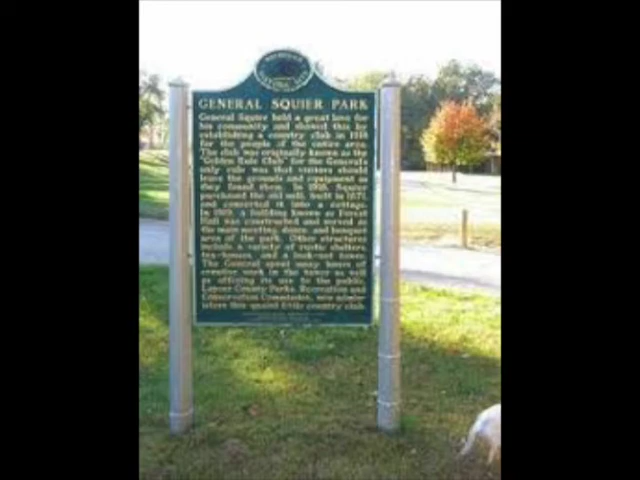 GENERAL SQUIER PARK
General Squier held a great love for
his community and showed this by
establishing a country club in 1918
for the people of the entire area.
The club was originally known as the
"Golden Rule Club" for the General's
only rule was that visitors should
leave the grounds and equipment as
they found them. In 1918, Squier
purchased the old mill, built in 1871,
and converted it into a cottage.
In 1919, a building known as Forest
Hall was constructed and served as
the main meeting, dance, and banquet
area of the park. Other structures
include a variety of rustic shelters,
tea-houses, and a look-out tower.
The General spent many hours of
creative work in the tower as well
as offering its use to the public.
Lapeer County Parks, Recreation and
Conservation Commission, now admin-
isters this quaint little country club.